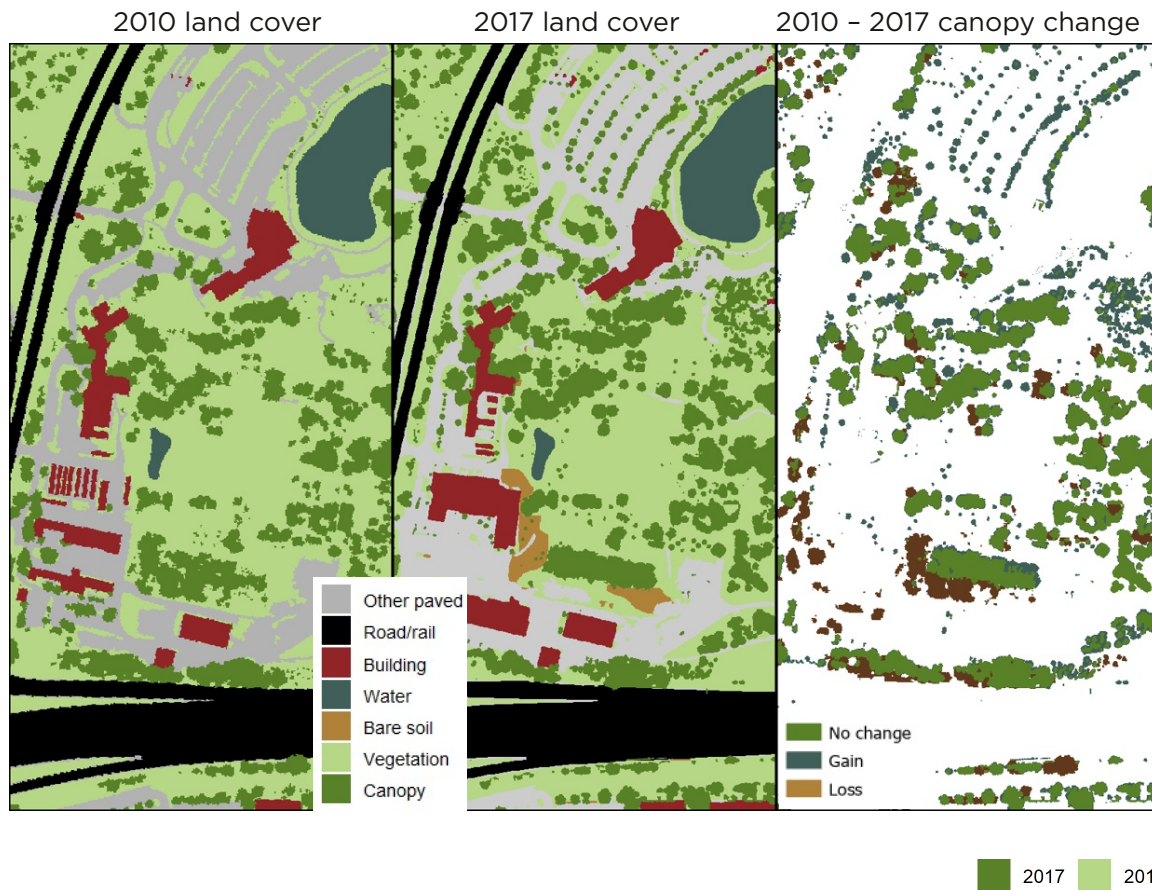 2010 land cover
2017 land cover
2010 – 2017 canopy change
Other paved
Road/rail
Building
Water
Bare soil
Vegetation
Canopy
No change
Gain
Loss
2017
201